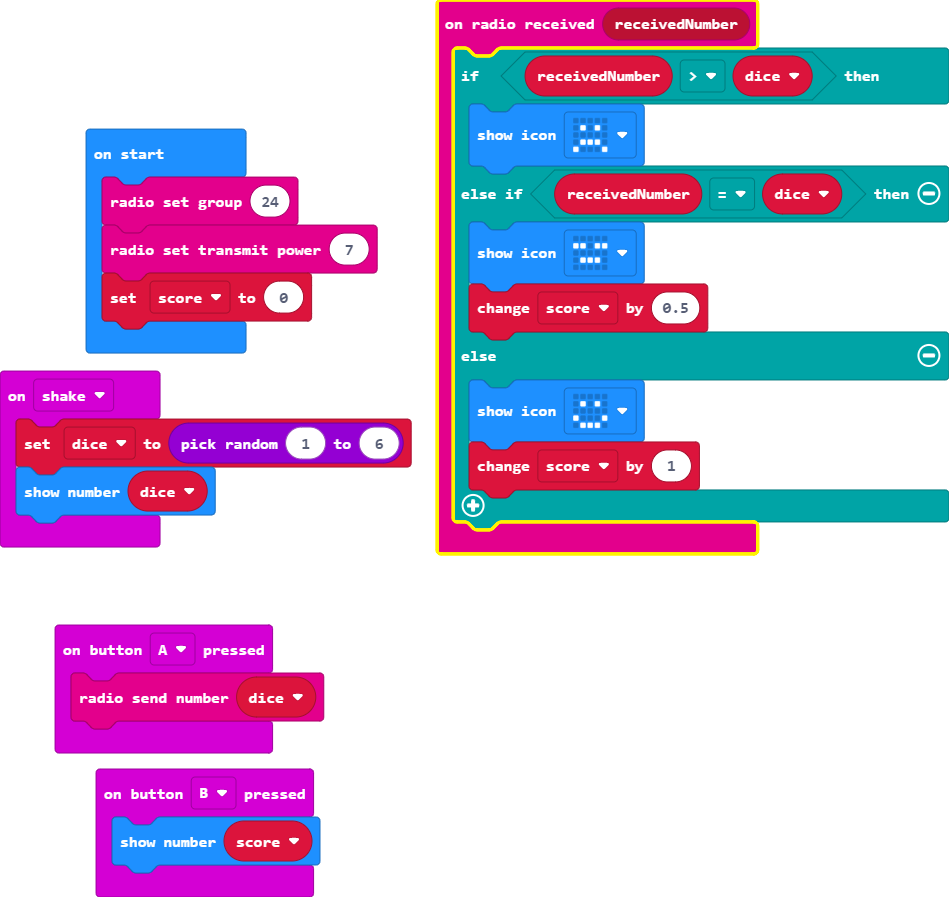 on start
radio set group 24
radio set transmit power 7
set score to 0
on shake
set dice to pick random 1 to 6
show number dice
on radio received receivedNumber
if receivedNumber > dice then
show icon
else if receivedNumber = dice then
show icon
change score by 0.5
else
show icon
change score by 1
on button A pressed
radio send number dice
on button B pressed
show number score